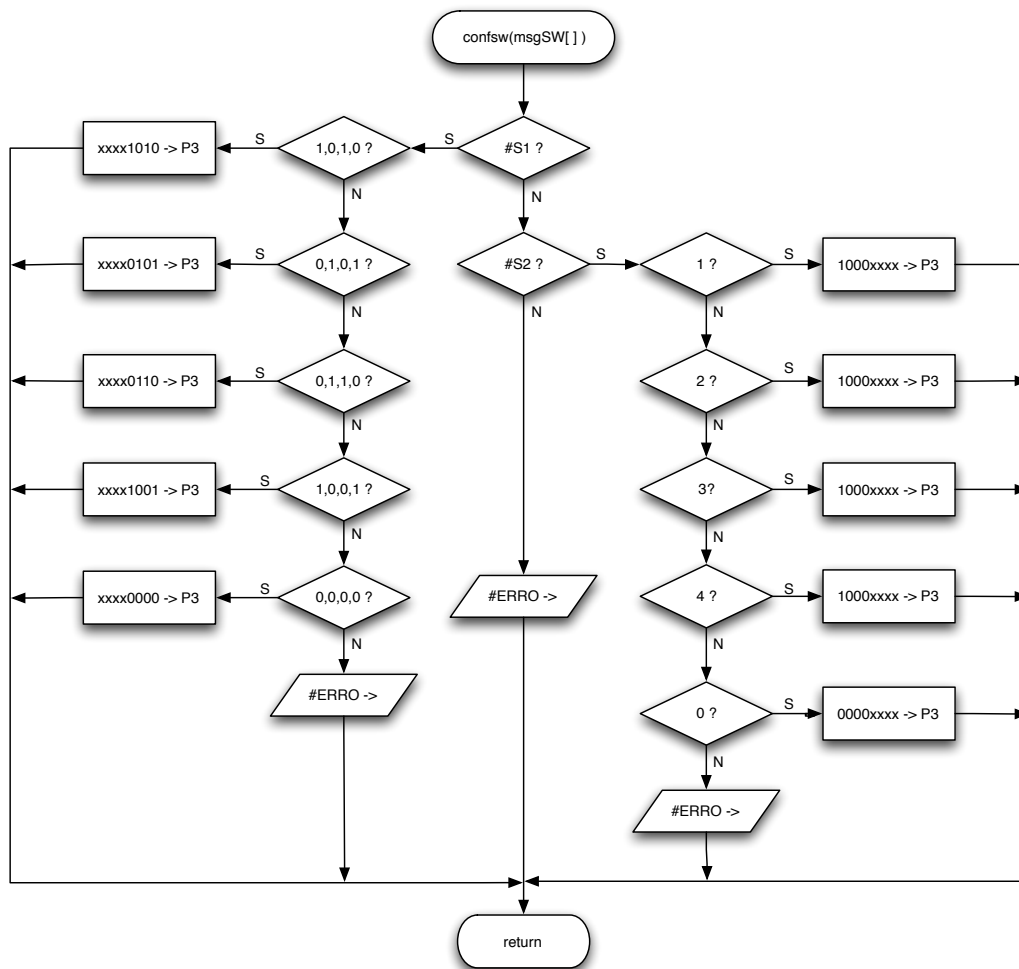 confsw(msgSW[ ] )
xxxx1010 -> P3
S
1,0,1,0 ?
S
#S1 ?
N
N
xxxx0101 -> P3
S
0,1,0,1 ?
#S2 ?
S
1 ?
S
1000xxxx -> P3
N
N
N
xxxx0110 -> P3
S
0,1,1,0 ?
2 ?
S
1000xxxx -> P3
N
N
xxxx1001 -> P3
S
1,0,0,1 ?
3?
S
1000xxxx -> P3
N
N
xxxx0000 -> P3
S
0,0,0,0 ?
#ERRO ->
4 ?
S
1000xxxx -> P3
N
N
#ERRO ->
0 ?
S
0000xxxx -> P3
N
#ERRO ->
return